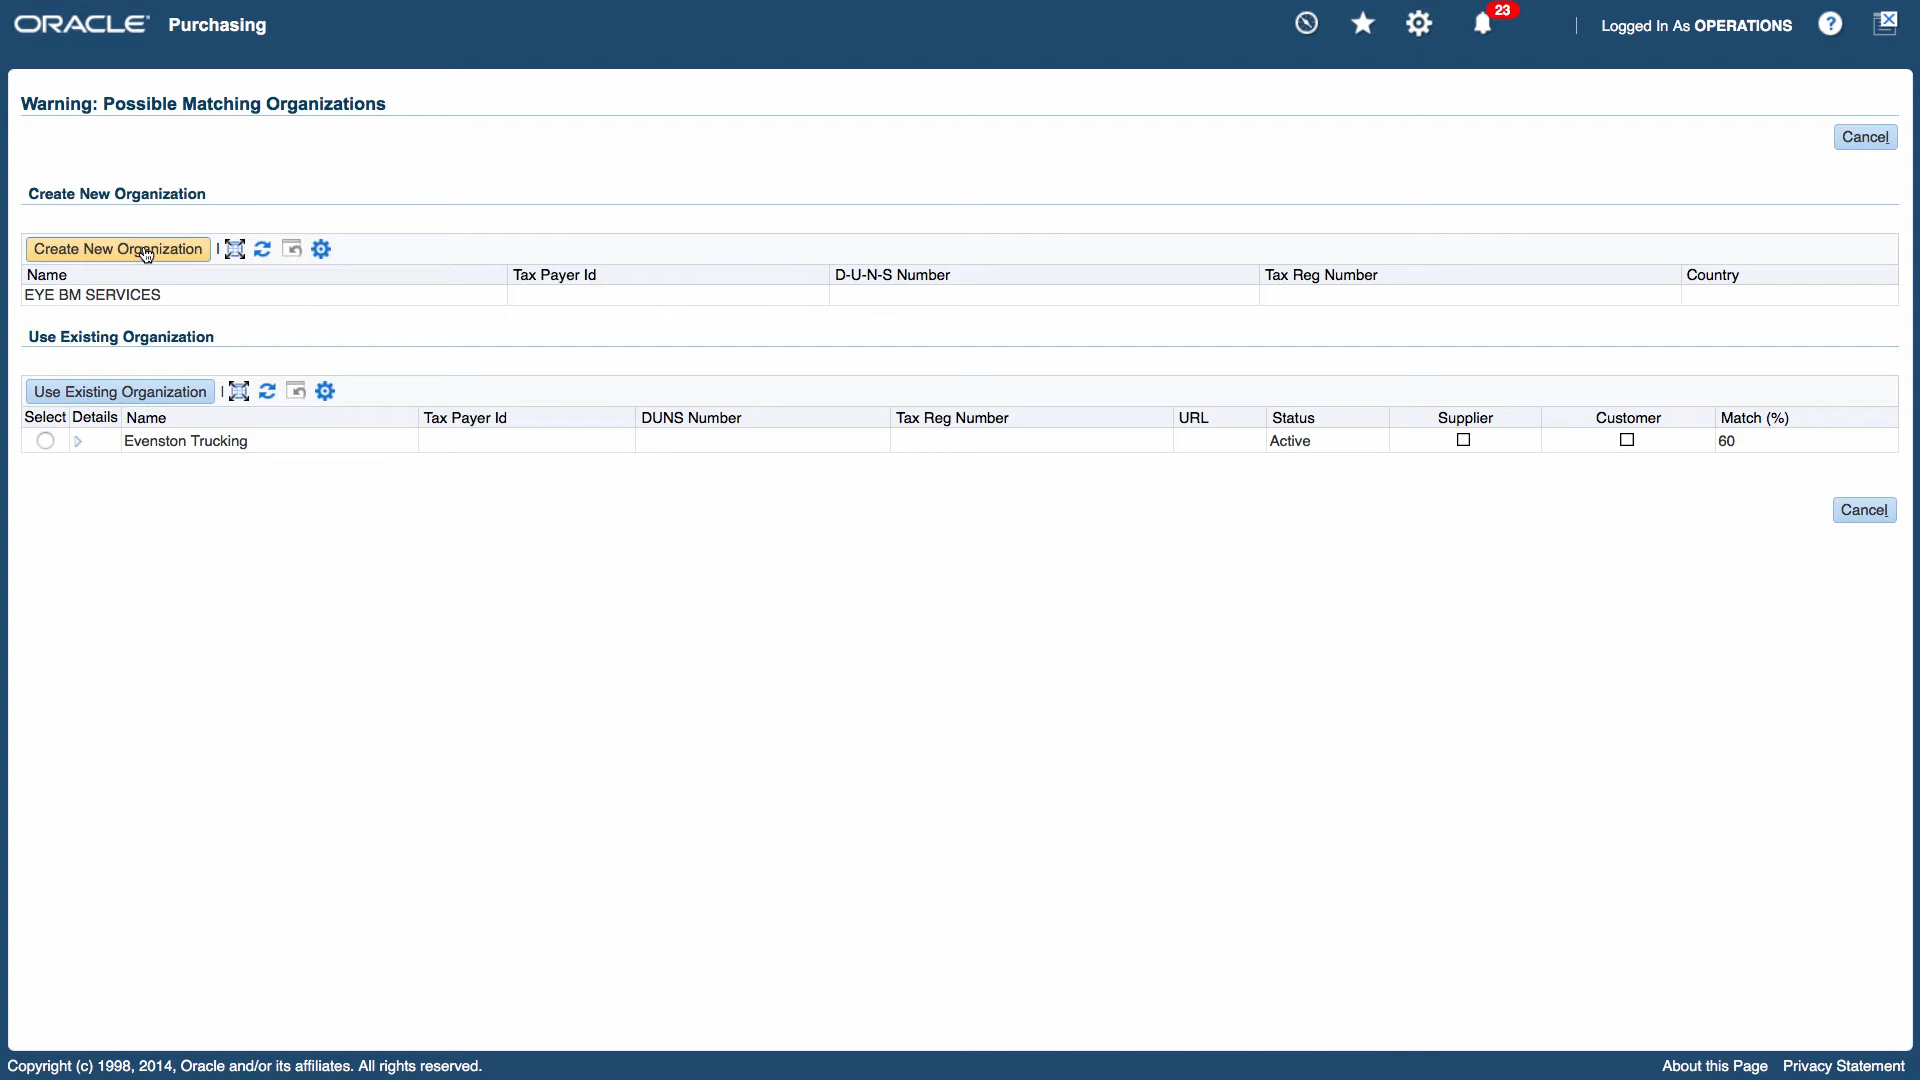 ORACLE Purchasing 23 Logged In As OPERATIONS ?
Warning: Possible Matching Organizations
Cancel
Create New Organization
Create New Organization
Name Tax Payer Id D-U-N-S Number Tax Reg Number Country
EYE BM SERVICES
Use Existing Organization
Use Existing Organization
Select Details Name Tax Payer Id DUNS Number Tax Reg Number URL Status Supplier Customer Match (%)
Evenston Trucking Active 60
Cancel
Copyright (c) 1998, 2014, Oracle and/or its affiliates. All rights reserved. About this Page Privacy Statement